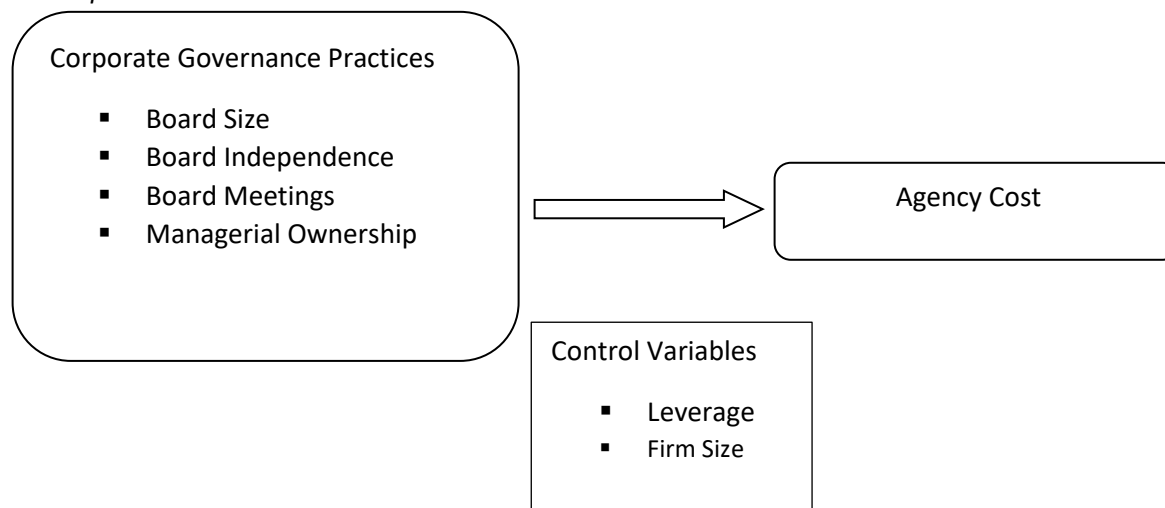 Corporate Governance Practices
▪ Board Size
▪ Board Independence
▪ Board Meetings
▪ Managerial Ownership
Agency Cost
Control Variables
▪ Leverage
▪ Firm Size